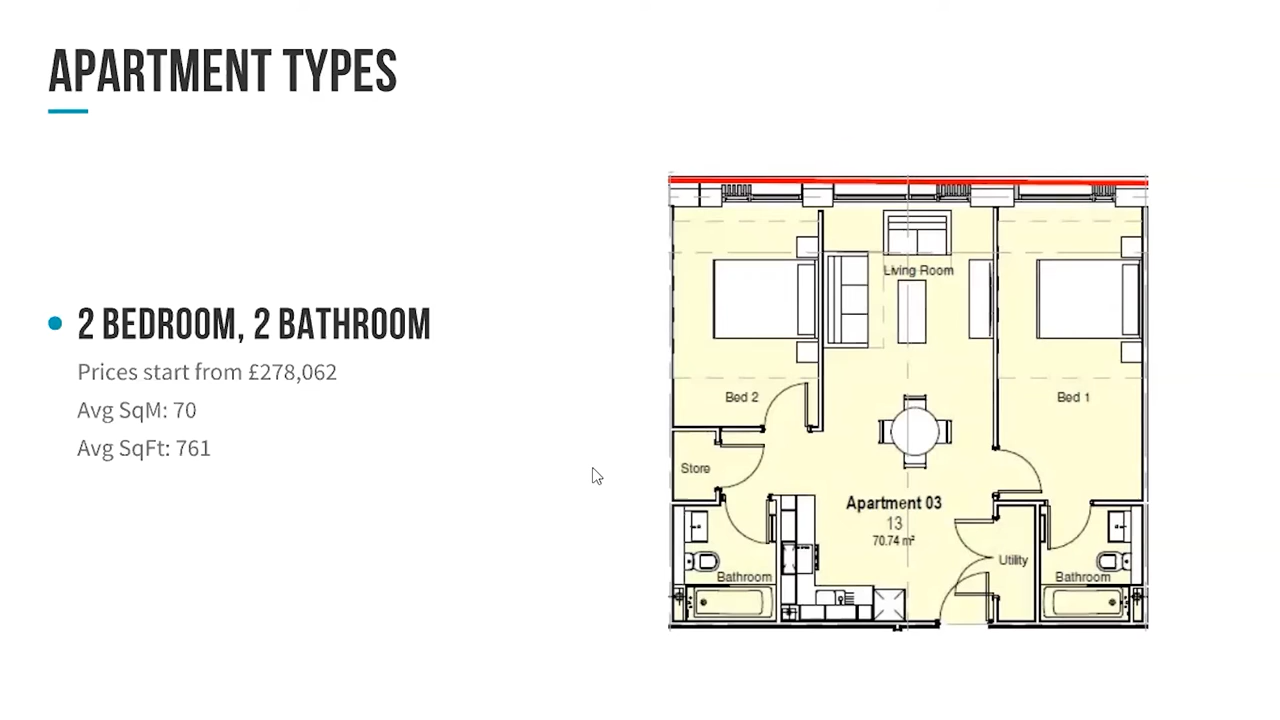 APARTMENT TYPES
2 BEDROOM, 2 BATHROOM
Prices start from £278,062
Avg SqM: 70
Avg SqFt: 761
Living Room
Bed 2
Bed 1
Store
Apartment 03
13
70.74 m²
Utility
Bathroom
Bathroom